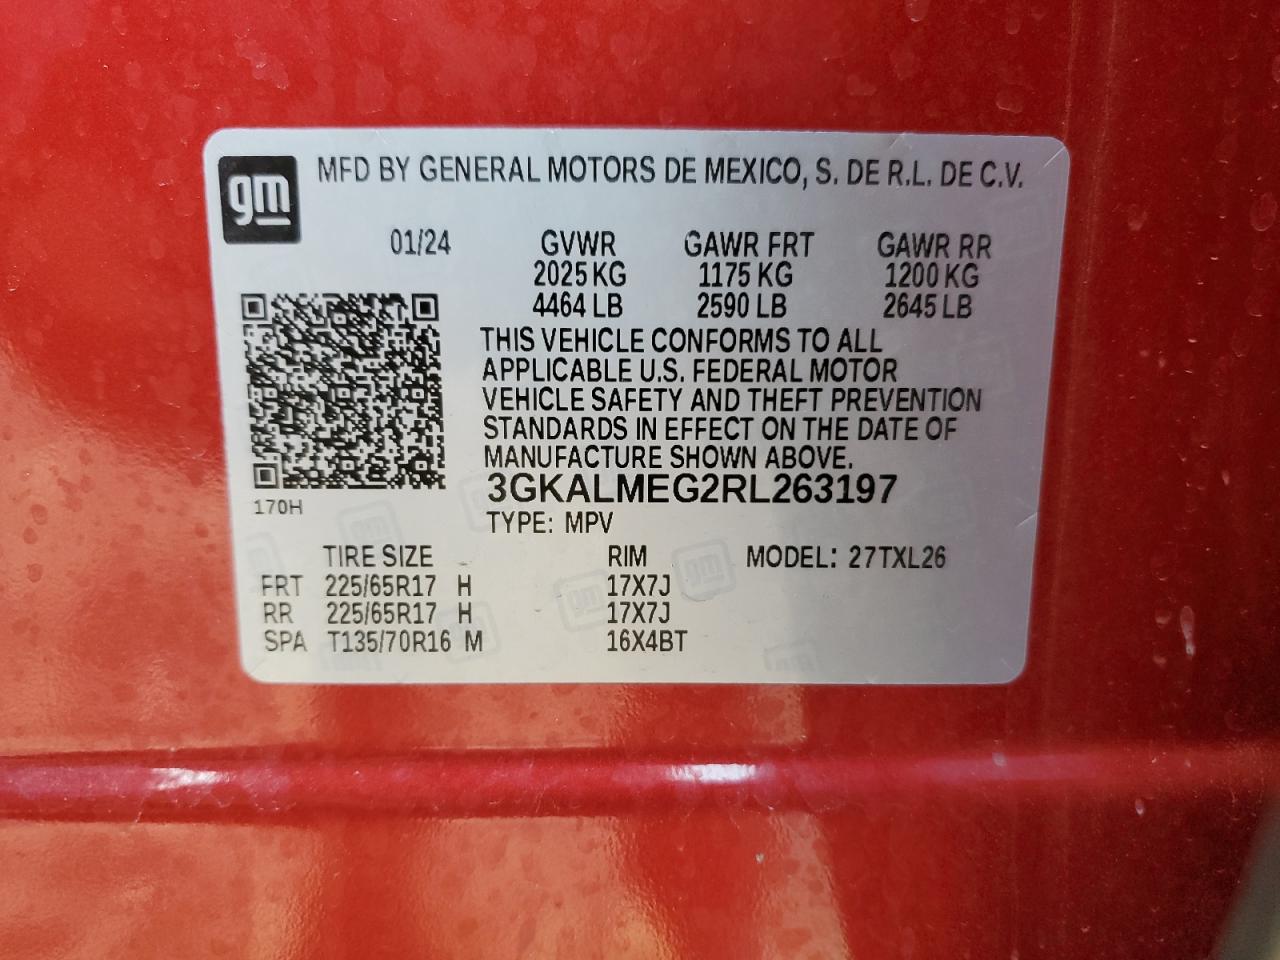 gm
MFD BY GENERAL MOTORS DE MEXICO, S. DE R.L. DE C.V.
01/24 GVWR GAWR FRT GAWR RR
2025 KG 1175 KG 1200 KG
4464 LB 2590 LB 2645 LB
THIS VEHICLE CONFORMS TO ALL
APPLICABLE U.S. FEDERAL MOTOR
VEHICLE SAFETY AND THEFT PREVENTION
STANDARDS IN EFFECT ON THE DATE OF
MANUFACTURE SHOWN ABOVE.
3GKALMEG2RL263197
170H
TYPE: MPV
TIRE SIZE RIM MODEL: 27TXL26
FRT 225/65R17 H 17X7J
RR 225/65R17 H 17X7J
SPA T135/70R16 M 16X4BT